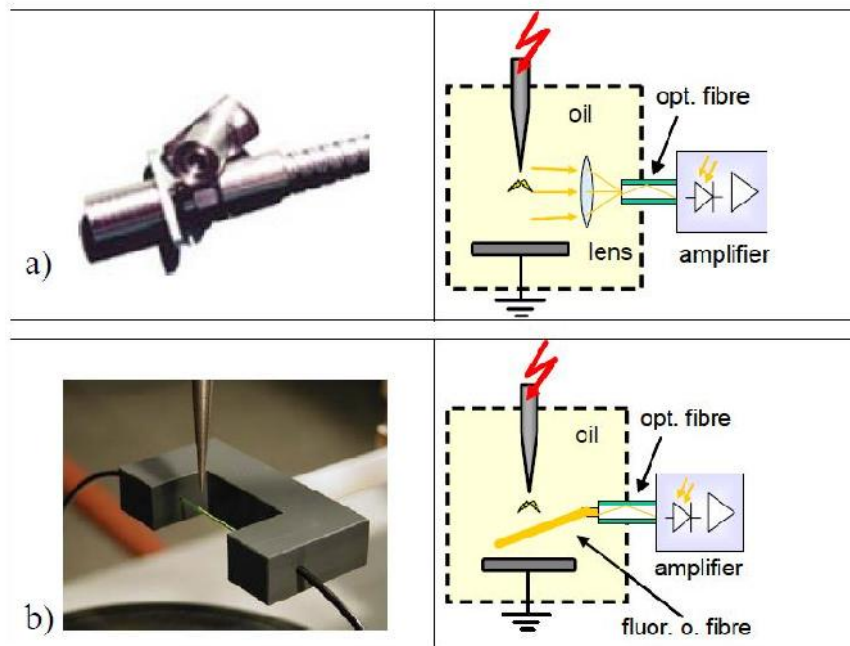 a)
oil
opt. fibre
lens
amplifier
b)
oil
opt. fibre
amplifier
fluor. o. fibre